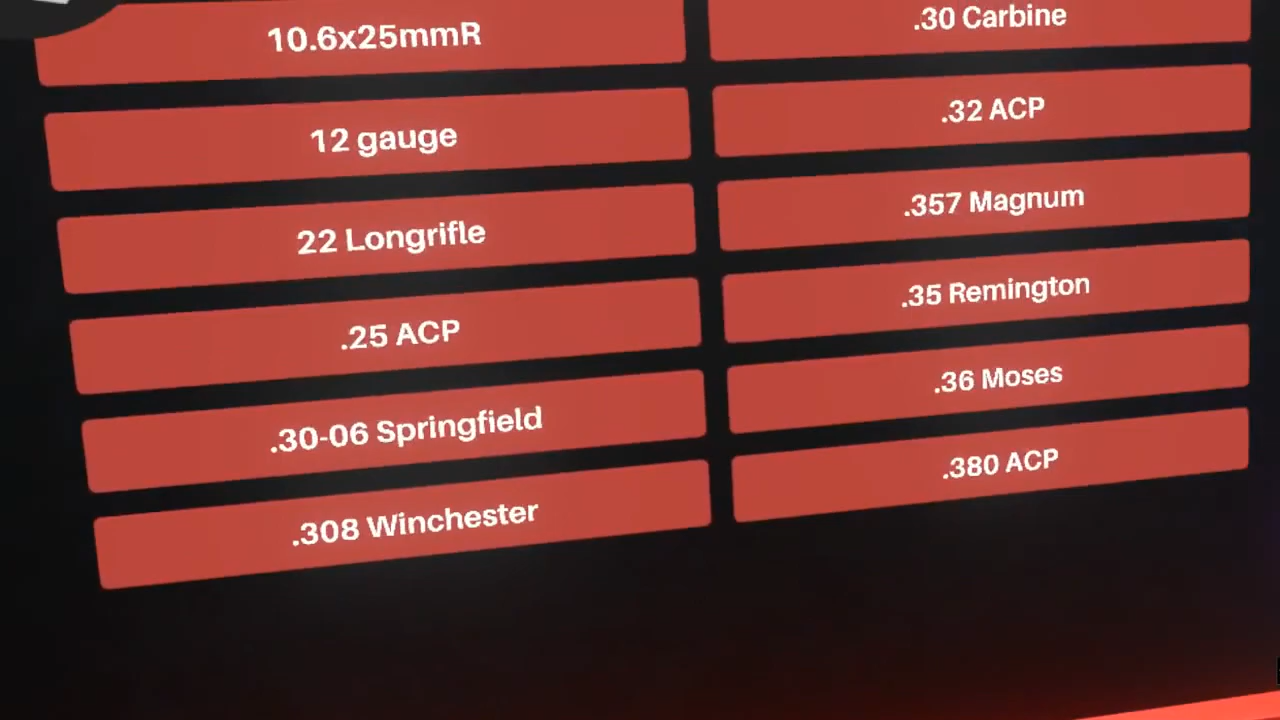 10.6x25mmR
12 gauge
22 Longrifle
.25 ACP
.30-06 Springfield
.308 Winchester
.30 Carbine
.32 ACP
.357 Magnum
.35 Remington
.36 Moses
.380 ACP